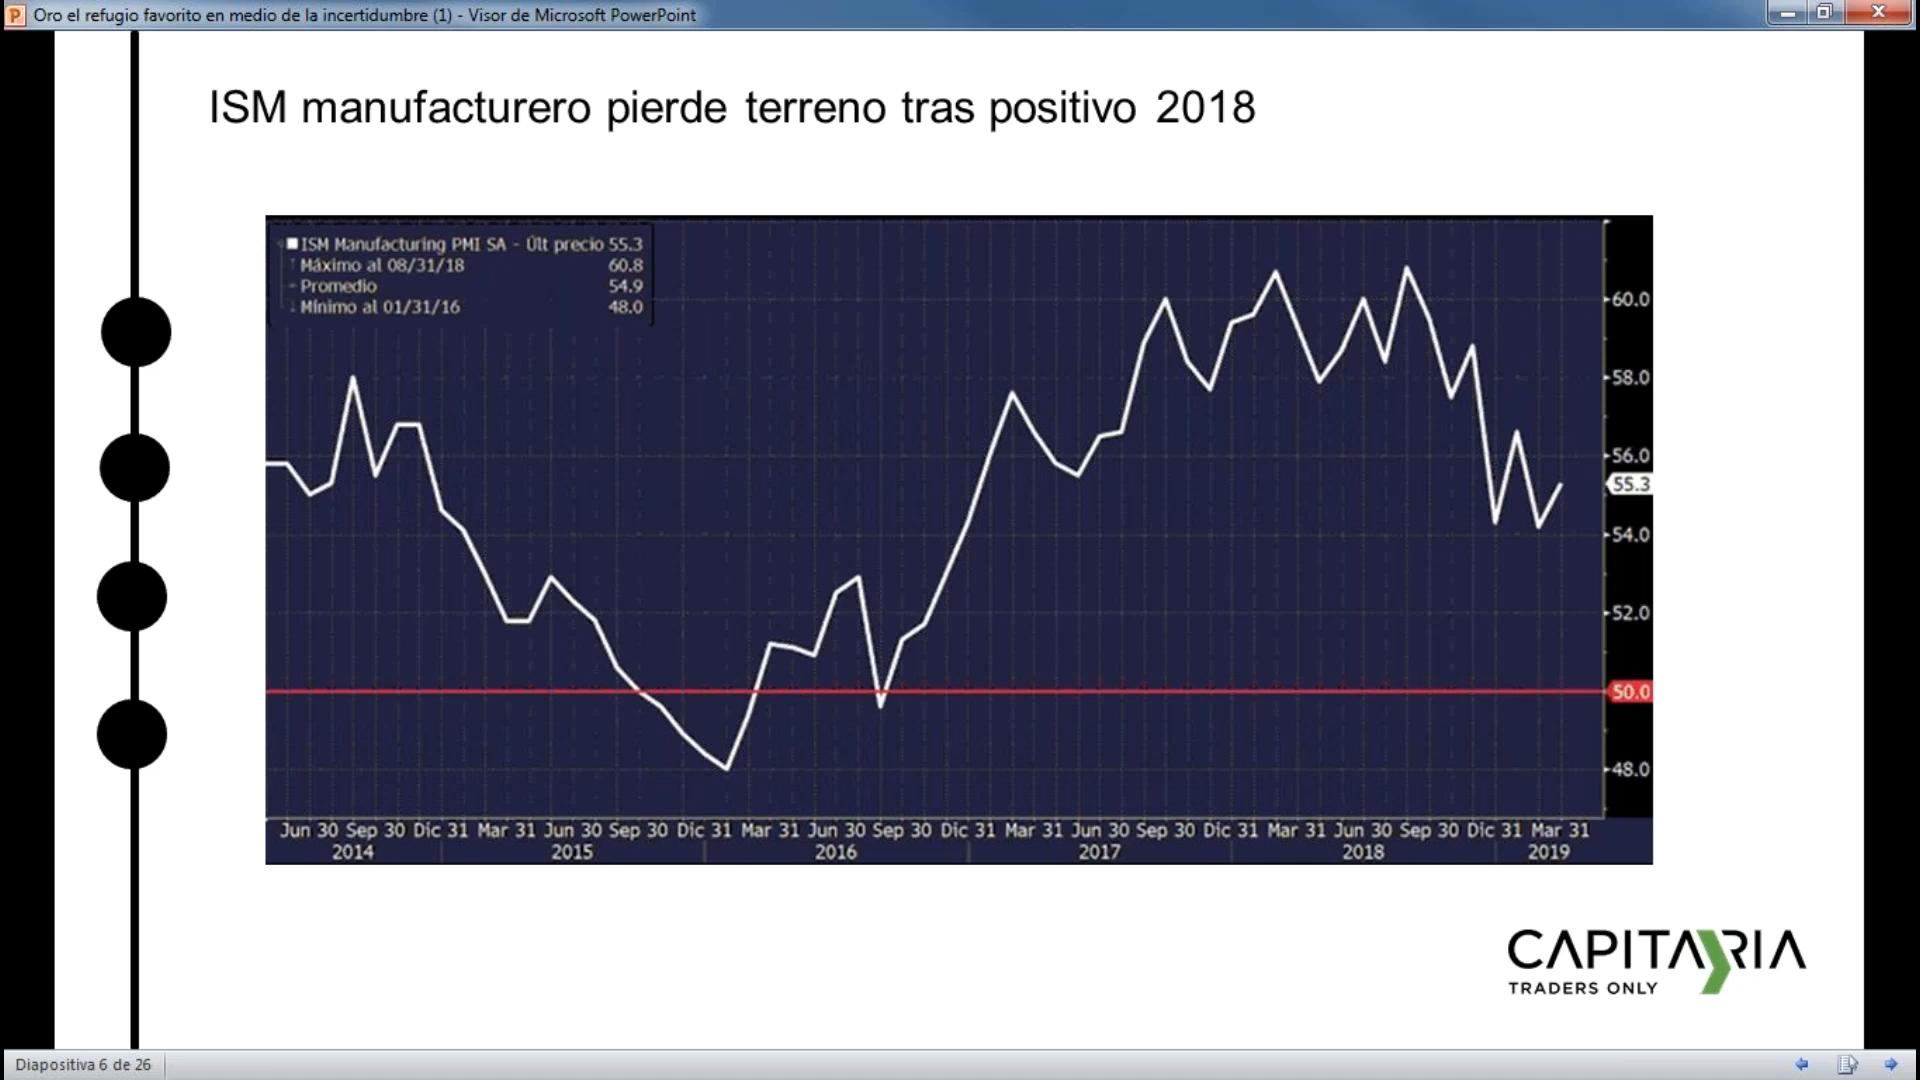 Oro el refugio favorito en medio de la incertidumbre (1) - Visor de Microsoft PowerPoint
ISM manufacturero pierde terreno tras positivo 2018
ISM Manufacturing PMI SA - Últ precio 55.3
Máximo al 08/31/18 60.8
Promedio 54.9
Mínimo al 01/31/16 48.0
60.0
58.0
56.0
55.3
54.0
52.0
50.0
48.0
Jun 30 Sep 30 Dic 31 Mar 31 Jun 30 Sep 30 Dic 31 Mar 31 Jun 30 Sep 30 Dic 31 Mar 31 Jun 30 Sep 30 Dic 31 Mar 31 Jun 30 Sep 30 Dic 31 Mar 31
2014 2015 2016 2017 2018 2019
CAPITARIA
TRADERS ONLY
Diapositiva 6 de 26